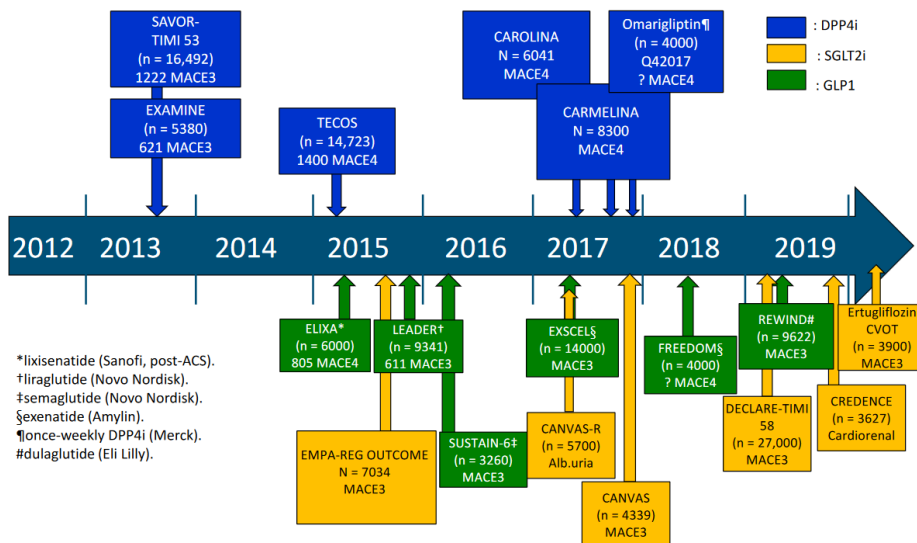 SAVOR-
TIMI 53
(n = 16,492)
1222 MACE3
EXAMINE
(n = 5380)
621 MACE3
TECOS
(n = 14,723)
1400 MACE4
CAROLINA
N = 6041
MACE4
CARMELINA
N = 8300
MACE4
Omarigliptin¶
(n = 4000)
Q42017
? MACE4
: DPP4i
: SGLT2i
: GLP1
2012
2013
2014
2015
2016
2017
2018
2019
ELIXA*
(n = 6000)
805 MACE4
LEADER†
(n = 9341)
611 MACE3
EXSCEL§
(n = 14000)
MACE3
FREEDOM§
(n = 4000)
? MACE4
REWIND#
(n = 9622)
MACE3
Ertugliflozin
CVOT
(n = 3900)
MACE3
EMPA-REG OUTCOME
N = 7034
MACE3
SUSTAIN-6‡
(n = 3260)
MACE3
CANVAS-R
(n = 5700)
Alb.uria
CANVAS
(n = 4339)
MACE3
DECLARE-TIMI
58
(n = 27,000)
MACE3
CREDENCE
(n = 3627)
Cardiorenal
*lixisenatide (Sanofi, post-ACS).
†liraglutide (Novo Nordisk).
‡semaglutide (Novo Nordisk).
§exenatide (Amylin).
¶once-weekly DPP4i (Merck).
#dulaglutide (Eli Lilly).